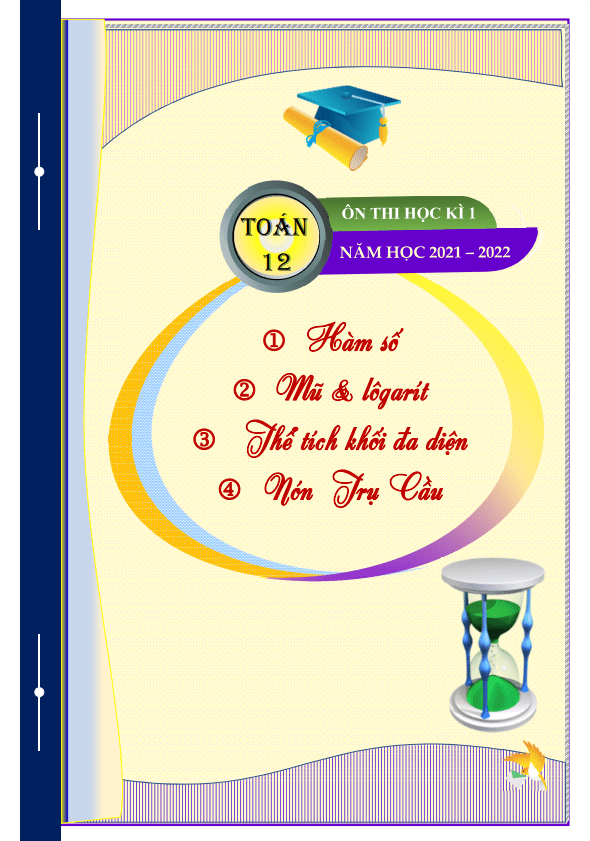 TOÁN
12
ÔN THI HỌC KÌ 1
NĂM HỌC 2021 – 2022
① Hàm số
② Mũ & lôgarít
③ Thể tích khối đa diện
④ Nón Trụ Cầu